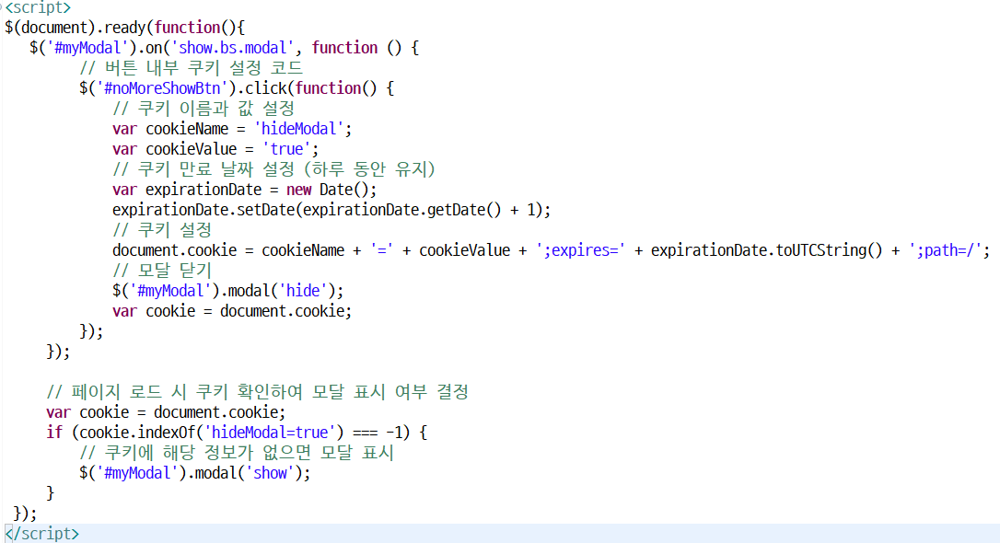 <script>
$(document).ready(function(){
$('#myModal').on('show.bs.modal', function () {
// 버튼 내부 쿠키 설정 코드
$('#noMoreShowBtn').click(function() {
// 쿠키 이름과 값 설정
var cookieName = 'hideModal';
var cookieValue = 'true';
// 쿠키 만료 날짜 설정 (하루 동안 유지)
var expirationDate = new Date();
expirationDate.setDate(expirationDate.getDate() + 1);
// 쿠키 설정
document.cookie = cookieName + '=' + cookieValue + ';expires=' + expirationDate.toUTCString() + ';path=/';
// 모달 닫기
$('#myModal').modal('hide');
var cookie = document.cookie;
});
});
// 페이지 로드 시 쿠키 확인하여 모달 표시 여부 결정
var cookie = document.cookie;
if (cookie.indexOf('hideModal=true') === -1) {
// 쿠키에 해당 정보가 없으면 모달 표시
$('#myModal').modal('show');
}
});
</script>